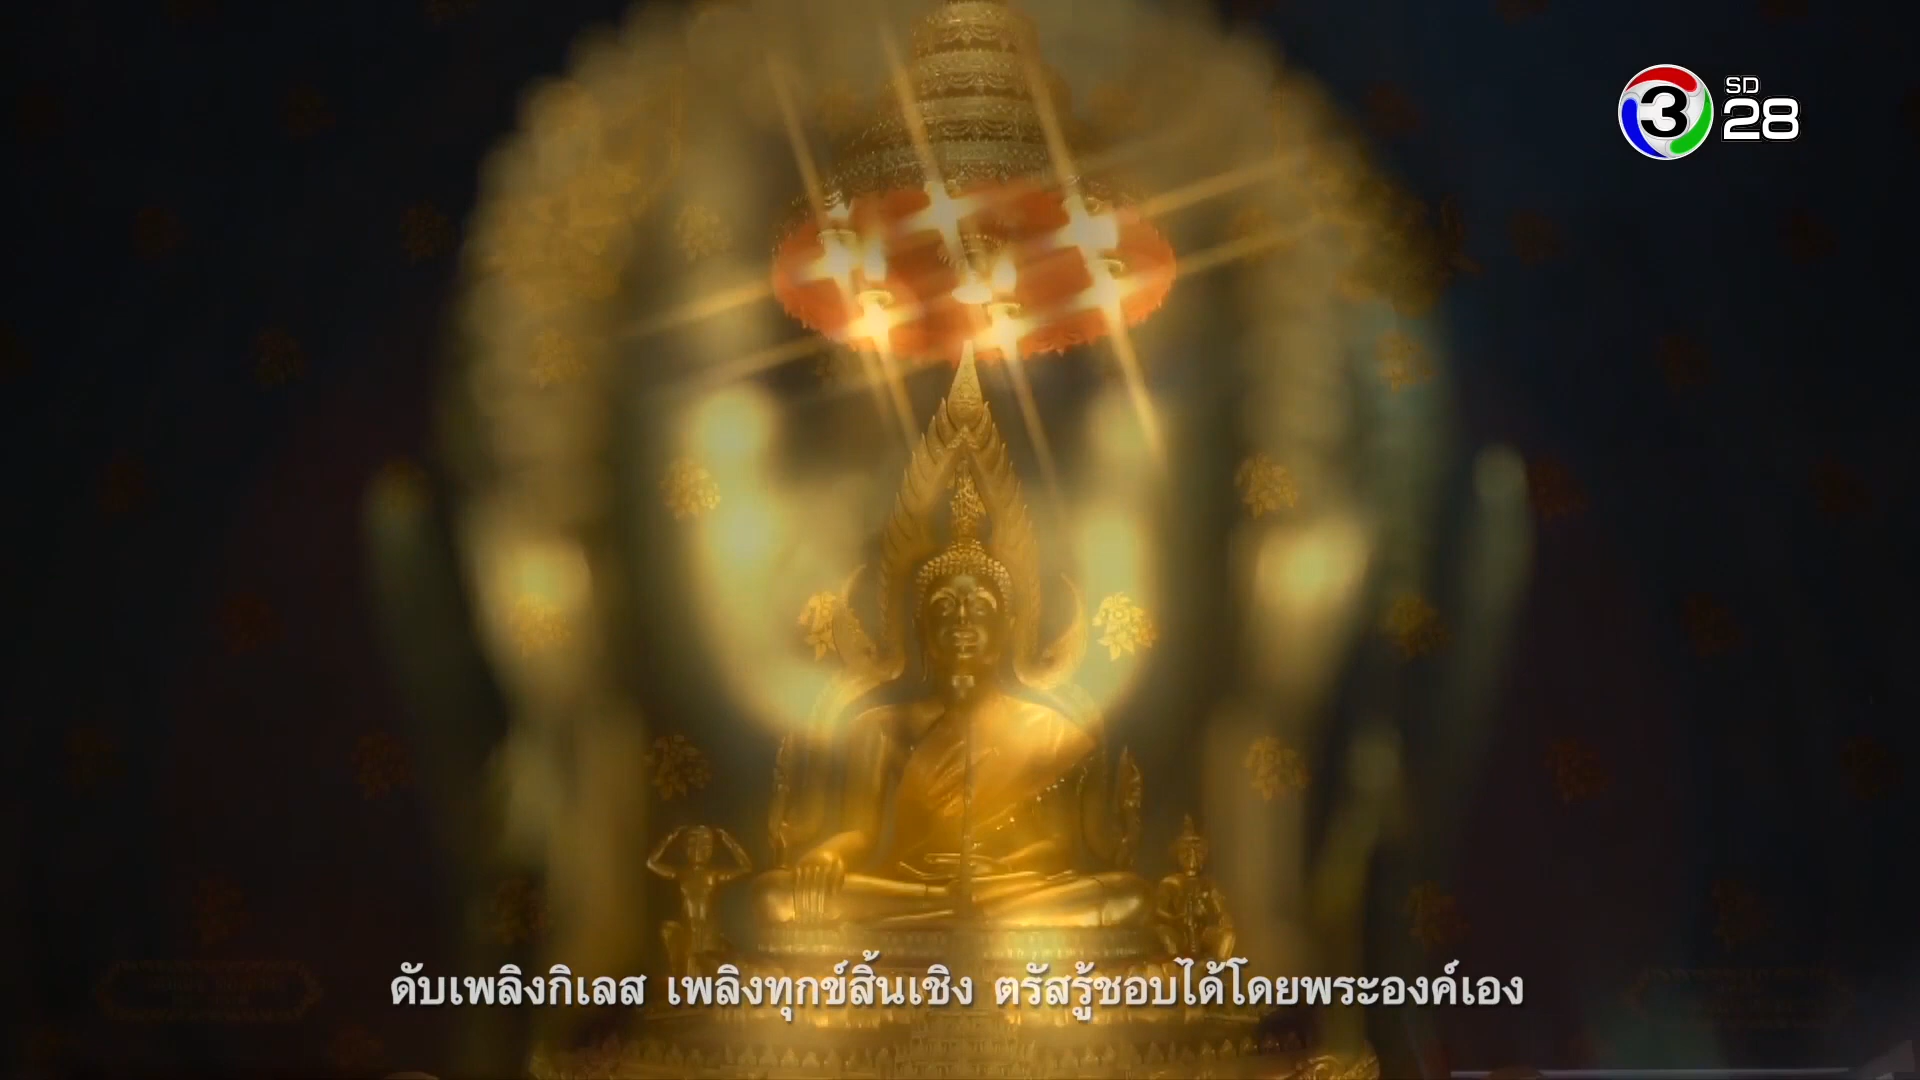 3 SD
28
ดับเพลิงกิเลส เพลิงทุกข์สิ้นเชิง ตรัสรู้ชอบได้โดยพระองค์เอง